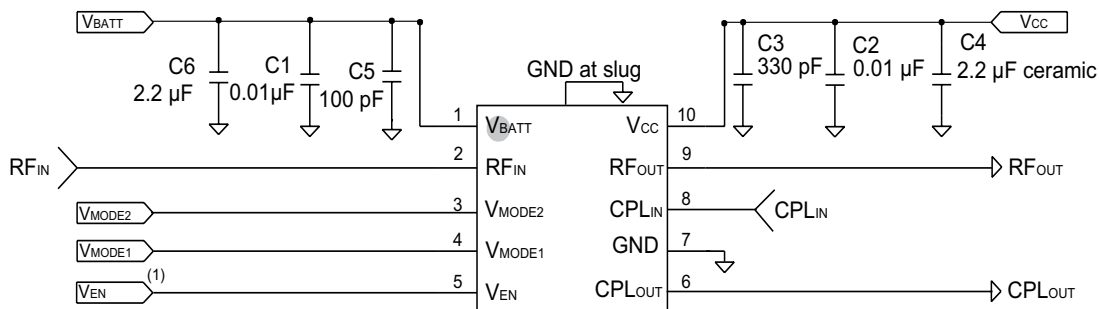 VBATT
VCC
C6
2.2 µF
C1
0.01µF
C5
100 pF
GND at slug
C3
330 pF
C2
0.01 µF
C4
2.2 µF ceramic
1
VBATT
VCC
10
RFIN
2
RFIN
RFOUT
9
RFOUT
VMODE2
3
VMODE2
CPLIN
8
CPLIN
VMODE1
4
VMODE1
GND
7
VEN
(1)
5
VEN
CPLOUT
6
CPLOUT